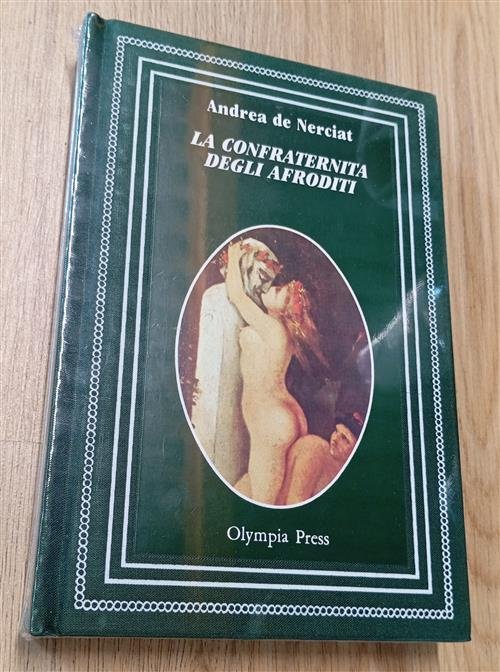 Andrea de Nerciat
LA CONFRATERNITA
DEGLI AFRODITI
Olympia Press